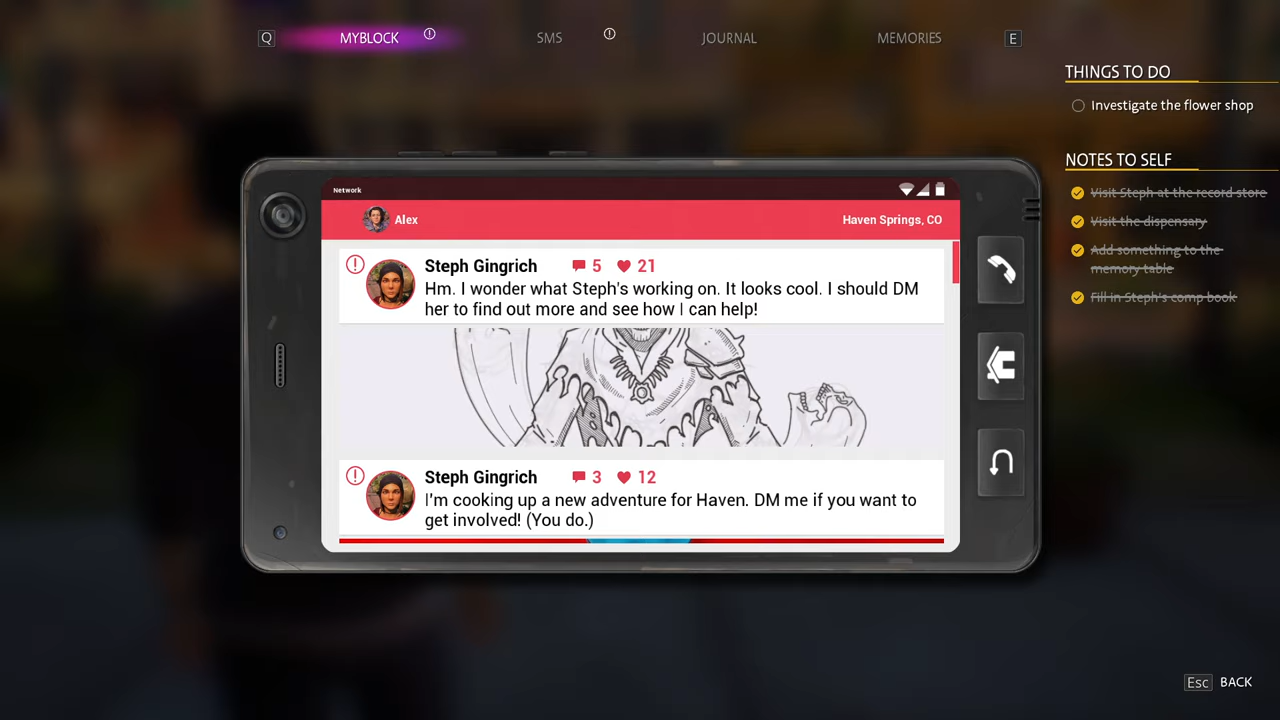 Q MYBLOCK SMS JOURNAL MEMORIES E
THINGS TO DO
Investigate the flower shop
NOTES TO SELF
Visit Steph at the record store
Visit the dispensary
Add something to the
memory table
Fill in Steph's comp book
Network
Alex Haven Springs, CO
Steph Gingrich 5 21
Hm. I wonder what Steph's working on. It looks cool. I should DM
her to find out more and see how I can help!
Steph Gingrich 3 12
I'm cooking up a new adventure for Haven. DM me if you want to
get involved! (You do.)
Esc BACK